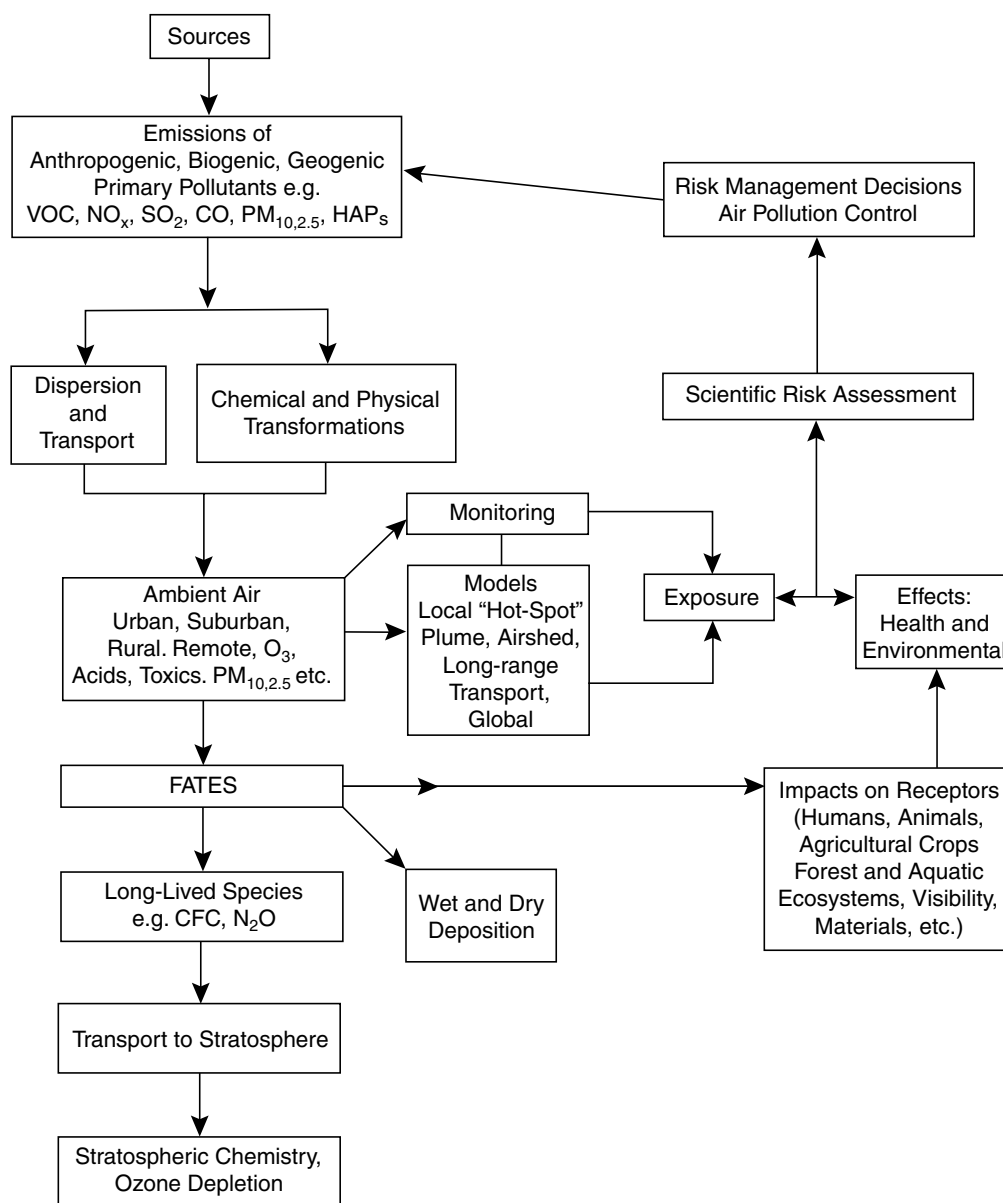 Sources
Emissions of
Anthropogenic, Biogenic, Geogenic
Primary Pollutants e.g.
VOC, NOx, SO2, CO, PM10,2.5, HAPs
Risk Management Decisions
Air Pollution Control
Dispersion
and
Transport
Chemical and Physical
Transformations
Scientific Risk Assessment
Monitoring
Ambient Air
Urban, Suburban,
Rural. Remote, O3,
Acids, Toxics. PM10,2.5 etc.
Models
Local “Hot-Spot”
Plume, Airshed,
Long-range
Transport,
Global
Exposure
Effects:
Health and
Environmental
FATES
Impacts on Receptors
(Humans, Animals,
Agricultural Crops
Forest and Aquatic
Ecosystems, Visibility,
Materials, etc.)
Long-Lived Species
e.g. CFC, N2O
Wet and Dry
Deposition
Transport to Stratosphere
Stratospheric Chemistry,
Ozone Depletion